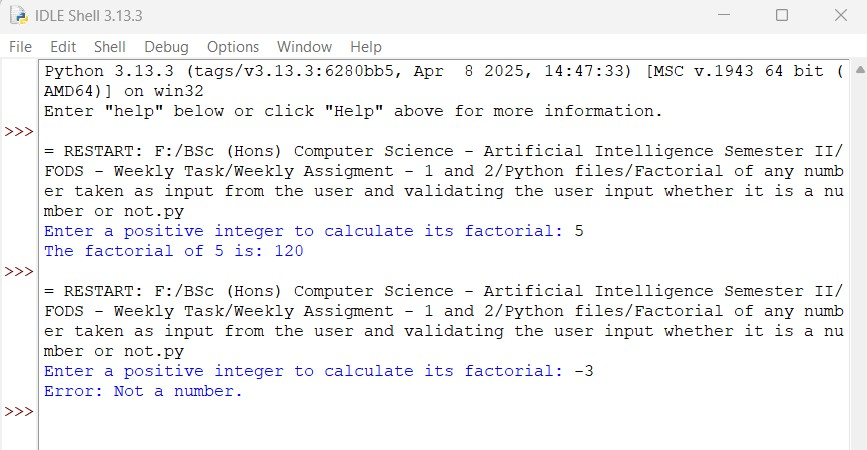 IDLE Shell 3.13.3
File Edit Shell Debug Options Window Help
Python 3.13.3 (tags/v3.13.3:6280bb5, Apr  8 2025, 14:47:33) [MSC v.1943 64 bit (
AMD64)] on win32
Enter "help" below or click "Help" above for more information.
>>>
= RESTART: F:/BSc (Hons) Computer Science - Artificial Intelligence Semester II/
FODS - Weekly Task/Weekly Assigment - 1 and 2/Python files/Factorial of any numb
er taken as input from the user and validating the user input whether it is a nu
mber or not.py
Enter a positive integer to calculate its factorial: 5
The factorial of 5 is: 120
>>>
= RESTART: F:/BSc (Hons) Computer Science - Artificial Intelligence Semester II/
FODS - Weekly Task/Weekly Assigment - 1 and 2/Python files/Factorial of any numb
er taken as input from the user and validating the user input whether it is a nu
mber or not.py
Enter a positive integer to calculate its factorial: -3
Error: Not a number.
>>>